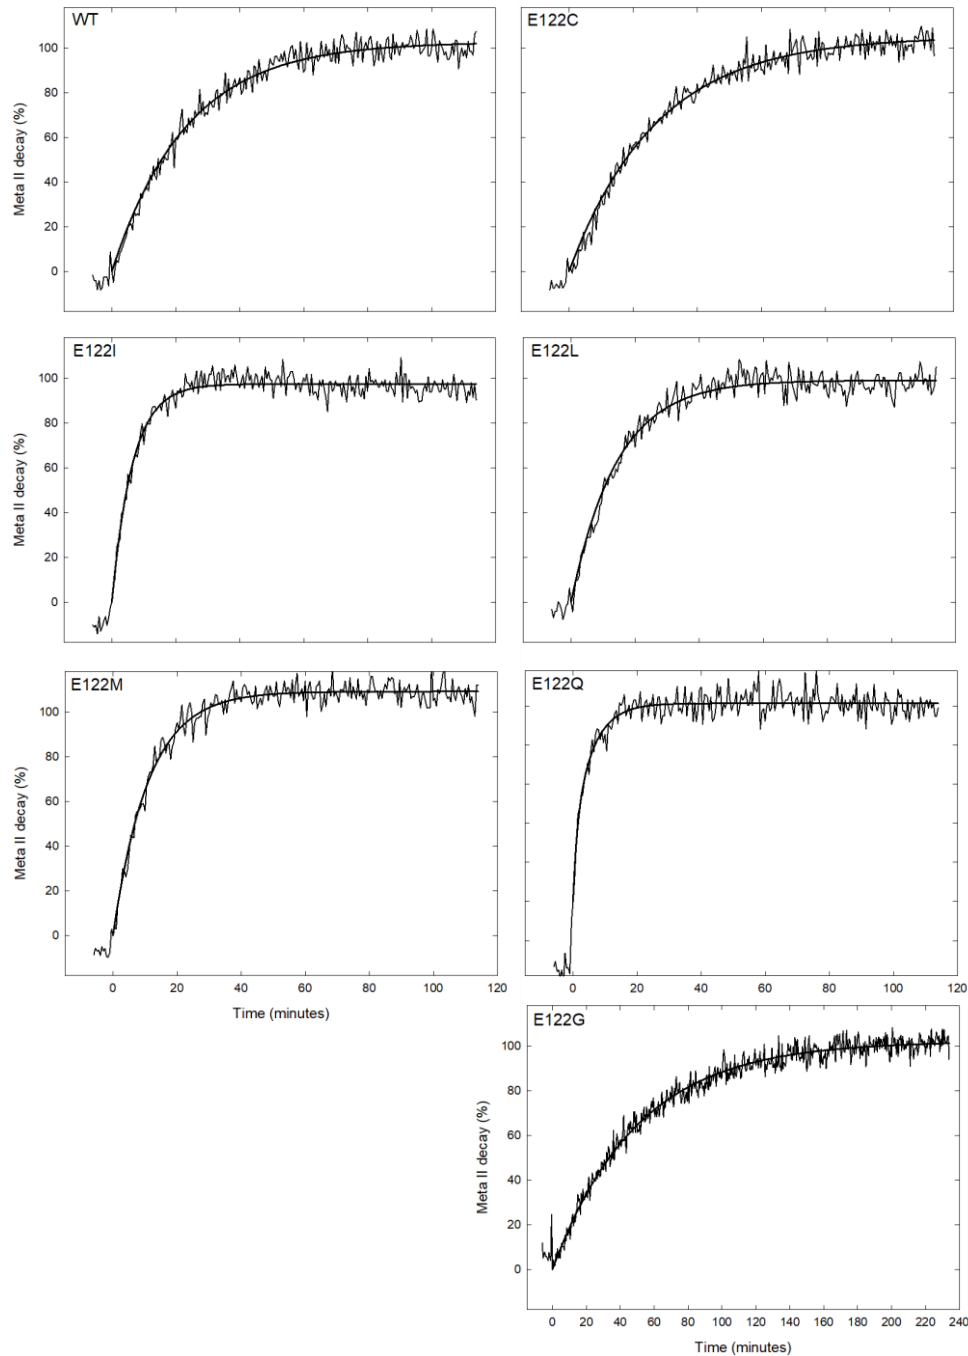 WT
E122C
100
80
60
40
20
0
Meta II decay (%)
E122I
E122L
100
80
60
40
20
0
Meta II decay (%)
E122M
E122Q
100
80
60
40
20
0
Meta II decay (%)
0 20 40 60 80 100 120
0 20 40 60 80 100 120
Time (minutes)
E122G
100
80
60
40
20
0
Meta II decay (%)
0 20 40 60 80 100 120 140 160 180 200 220 240
Time (minutes)